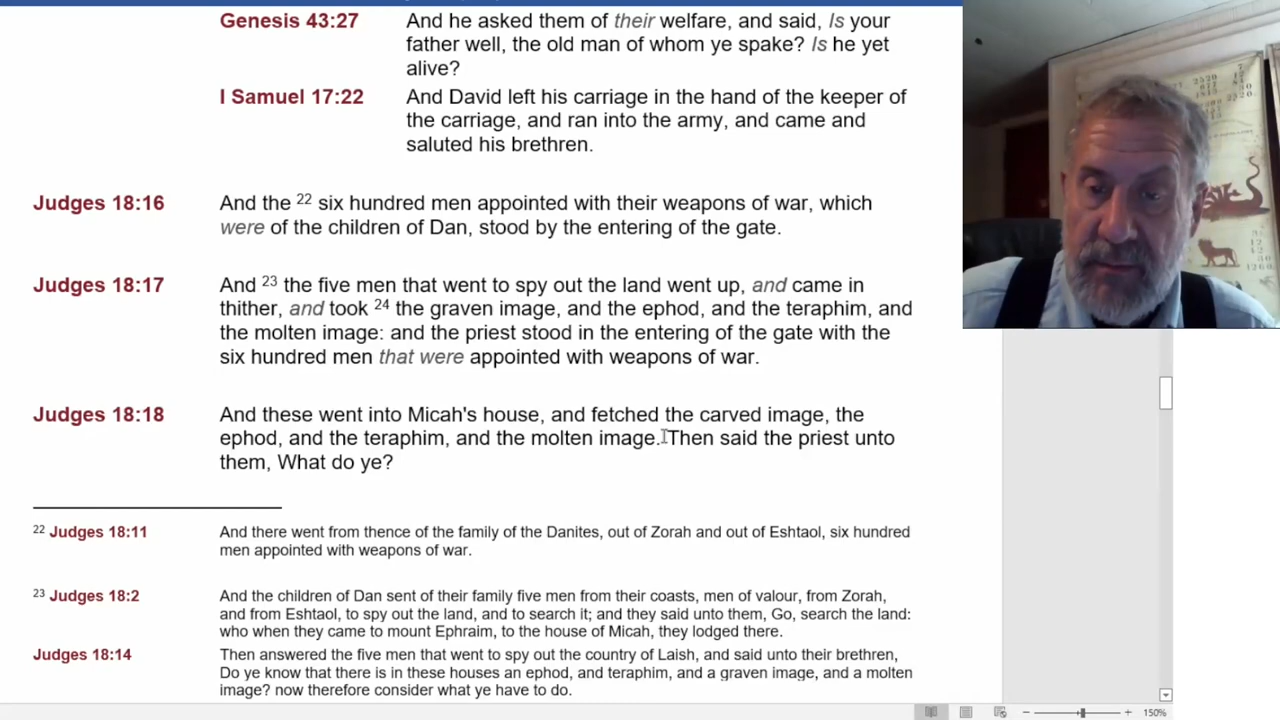 Genesis 43:27 And he asked them of their welfare, and said, Is your
father well, the old man of whom ye spake? Is he yet
alive?
I Samuel 17:22 And David left his carriage in the hand of the keeper of
the carriage, and ran into the army, and came and
saluted his brethren.
Judges 18:16 And the 22 six hundred men appointed with their weapons of war, which
were of the children of Dan, stood by the entering of the gate.
Judges 18:17 And 23 the five men that went to spy out the land went up, and came in
thither, and took 24 the graven image, and the ephod, and the teraphim, and
the molten image: and the priest stood in the entering of the gate with the
six hundred men that were appointed with weapons of war.
Judges 18:18 And these went into Micah's house, and fetched the carved image, the
ephod, and the teraphim, and the molten image. Then said the priest unto
them, What do ye?
22 Judges 18:11 And there went from thence of the family of the Danites, out of Zorah and out of Eshtaol, six hundred
men appointed with weapons of war.
23 Judges 18:2 And the children of Dan sent of their family five men from their coasts, men of valour, from Zorah,
and from Eshtaol, to spy out the land, and to search it; and they said unto them, Go, search the land:
who when they came to mount Ephraim, to the house of Micah, they lodged there.
Judges 18:14 Then answered the five men that went to spy out the country of Laish, and said unto their brethren,
Do ye know that there is in these houses an ephod, and teraphim, and a graven image, and a molten
image? now therefore consider what ye have to do.
150%
2520
1260